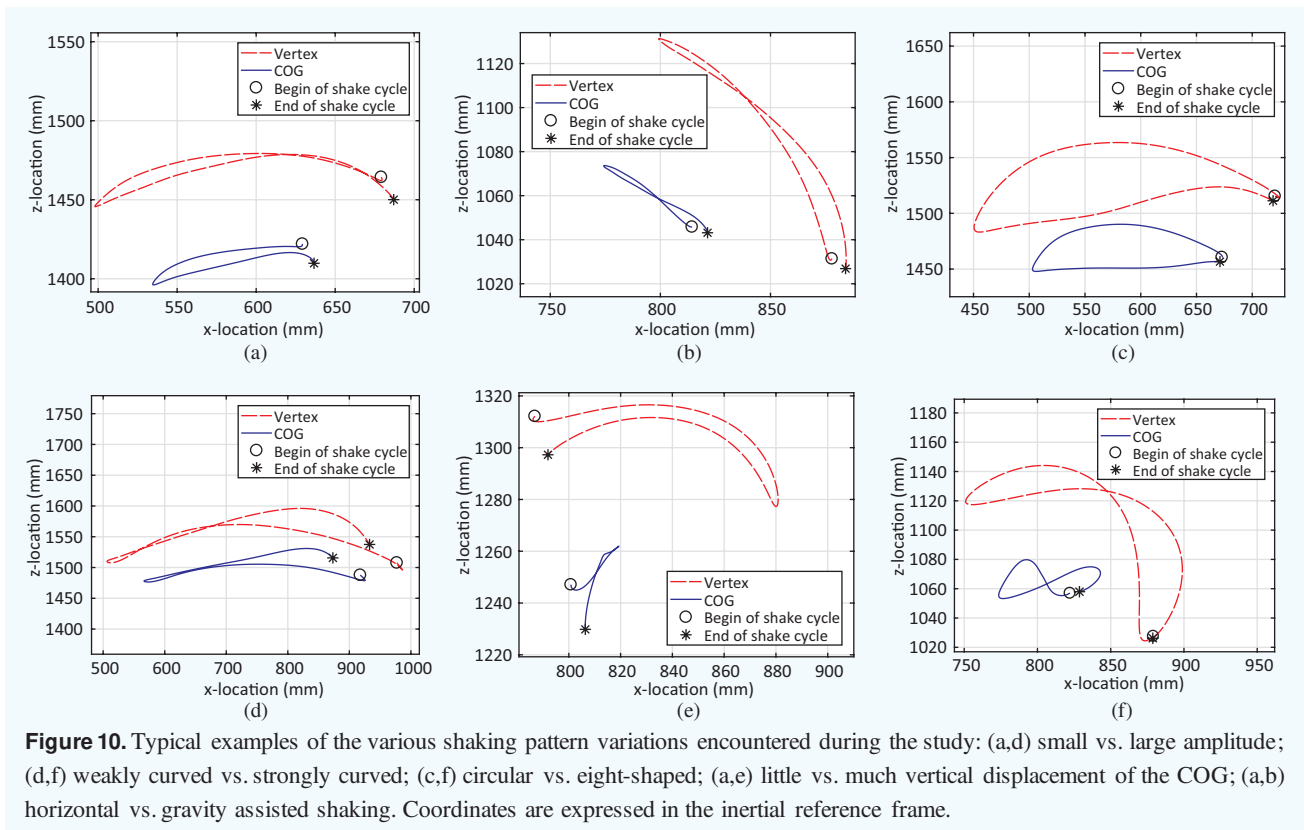 1550
1500
1450
1400
500 550 600 650 700
z-location (mm)
x-location (mm)
Vertex
COG
Begin of shake cycle
End of shake cycle
(a)
1120
1100
1080
1060
1040
1020
750 800 850
z-location (mm)
x-location (mm)
Vertex
COG
Begin of shake cycle
End of shake cycle
(b)
1650
1600
1550
1500
1450
450 500 550 600 650 700
z-location (mm)
x-location (mm)
Vertex
COG
Begin of shake cycle
End of shake cycle
(c)
1750
1700
1650
1600
1550
1500
1450
1400
500 600 700 800 900 1000
z-location (mm)
x-location (mm)
Vertex
COG
Begin of shake cycle
End of shake cycle
(d)
1320
1300
1280
1260
1240
1220
800 820 840 860 880 900
z-location (mm)
x-location (mm)
Vertex
COG
Begin of shake cycle
End of shake cycle
(e)
1180
1160
1140
1120
1100
1080
1060
1040
1020
750 800 850 900 950
z-location (mm)
x-location (mm)
Vertex
COG
Begin of shake cycle
End of shake cycle
(f)
Figure 10. Typical examples of the various shaking pattern variations encountered during the study: (a,d) small vs. large amplitude;
(d,f) weakly curved vs. strongly curved; (c,f) circular vs. eight-shaped; (a,e) little vs. much vertical displacement of the COG; (a,b)
horizontal vs. gravity assisted shaking. Coordinates are expressed in the inertial reference frame.